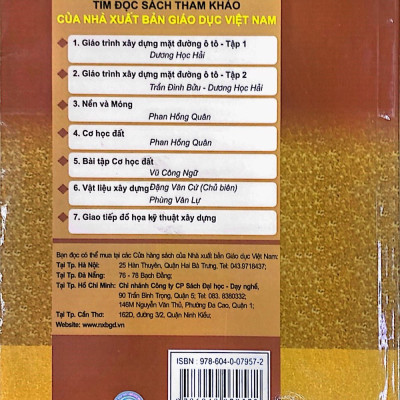 TÌM ĐỌC SÁCH THAM KHẢO
CỦA NHÀ XUẤT BẢN GIÁO DỤC VIỆT NAM
1. Giáo trình xây dựng mặt đường ô tô - Tập 1
Dương Học Hải
2. Giáo trình xây dựng mặt đường ô tô - Tập 2
Trần Đình Bửu - Dương Học Hải
3. Nền và Móng
Phan Hồng Quân
4. Cơ học đất
Phan Hồng Quân
5. Bài tập Cơ học đất
Vũ Công Ngữ
6. Vật liệu xây dựng Đặng Văn Cứ (Chủ biên)
Phùng Văn Lự
7. Giao tiếp đồ họa kỹ thuật xây dựng
Bạn đọc có thể mua tại các Cửa hàng sách của Nhà xuất bản Giáo dục Việt Nam:
Tại Tp. Hà Nội: 25 Hàn Thuyên, Quận Hai Bà Trưng, Tel: 043.9718437;
Tại Tp. Đà Nẵng: 76 - 78 Bạch Đằng;
Tại Tp. Hồ Chí Minh: Chi nhánh Công ty CP Sách Đại học - Dạy nghề,
90 Trần Bình Trọng, Quận 5; Tel: 083. 8380332;
146M Nguyễn Văn Thủ, Phường Đa Cao, Quận 1;
Tại Tp. Cần Thơ: 162D, đường 3/2, Quận Ninh Kiều;
Website: www.nxbgd.vn
ISBN 978-604-0-07957-2